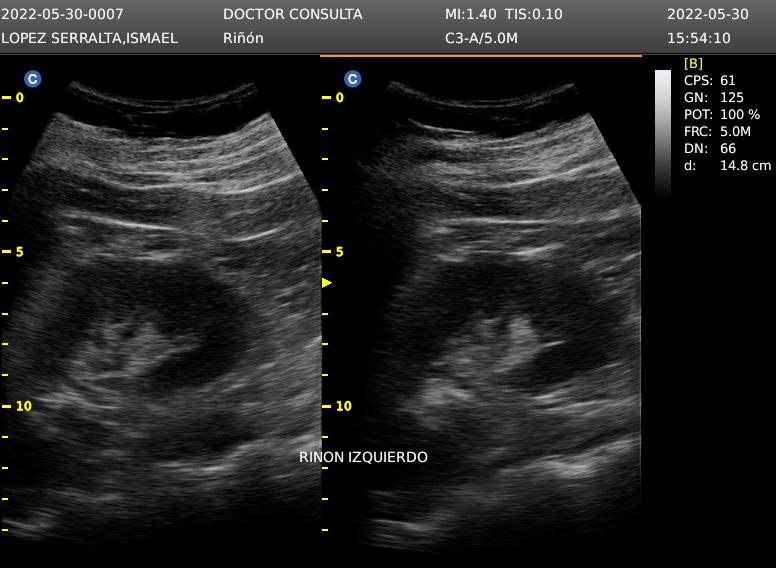 2022-05-30-0007 DOCTOR CONSULTA MI:1.40 TIS:0.10 2022-05-30
LOPEZ SERRALTA,ISMAEL Riñón C3-A/5.0M 15:54:10
[B]
C C CPS: 61
0 0 GN: 125
POT: 100 %
FRC: 5.0M
DN: 66
d: 14.8 cm
5 5
10 10
RINON IZQUIERDO